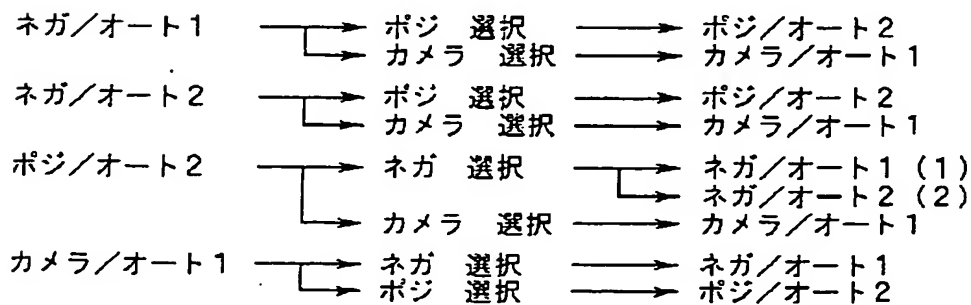 ネガ/オート1 ポジ 選択 ポジ/オート2
カメラ 選択 カメラ/オート1
ネガ/オート2 ポジ 選択 ポジ/オート2
カメラ 選択 カメラ/オート1
ポジ/オート2 ネガ 選択 ネガ/オート1(1)
ネガ/オート2(2)
カメラ 選択 カメラ/オート1
カメラ/オート1 ネガ 選択 ネガ/オート1
ポジ 選択 ポジ/オート2